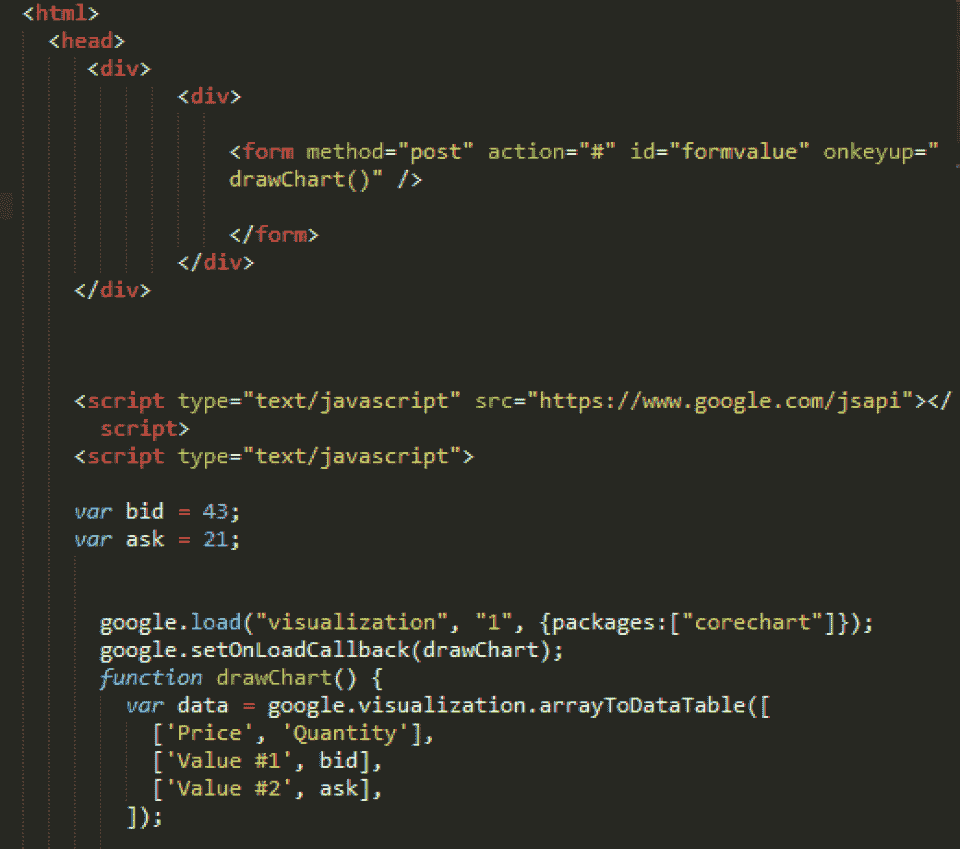 <html>
<head>
<div>
<div>
<form method="post" action="#" id="formvalue" onkeyup="
drawChart()" />
</form>
</div>
</div>
<script type="text/javascript" src="https://www.google.com/jsapi"></
script>
<script type="text/javascript">
var bid = 43;
var ask = 21;
google.load("visualization", "1", {packages:["corechart"]});
google.setOnLoadCallback(drawChart);
function drawChart() {
var data = google.visualization.arrayToDataTable([
['Price', 'Quantity'],
['Value #1', bid],
['Value #2', ask],
]);